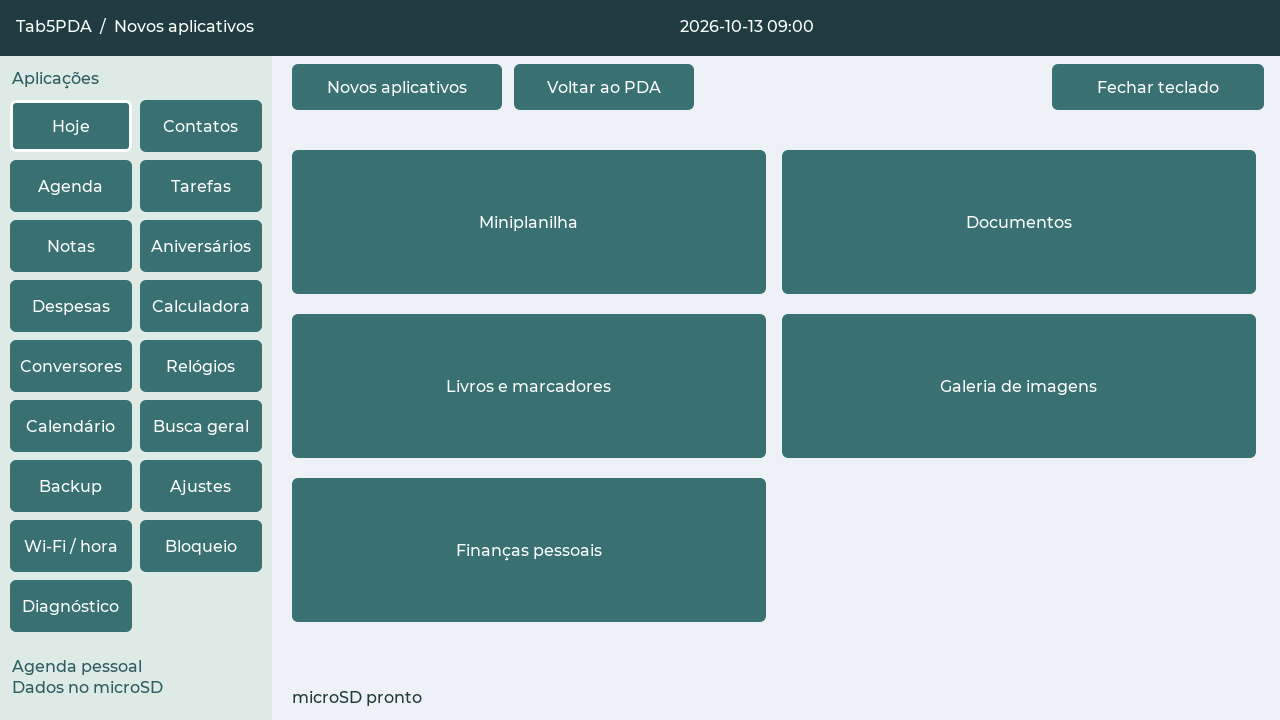 Tab5PDA / Novos aplicativos
2026-10-13 09:00
Aplicações
Hoje
Contatos
Agenda
Tarefas
Notas
Aniversários
Despesas
Calculadora
Conversores
Relógios
Calendário
Busca geral
Backup
Ajustes
Wi-Fi / hora
Bloqueio
Diagnóstico
Agenda pessoal
Dados no microSD
Novos aplicativos
Voltar ao PDA
Fechar teclado
Miniplanilha
Documentos
Livros e marcadores
Galeria de imagens
Finanças pessoais
microSD pronto